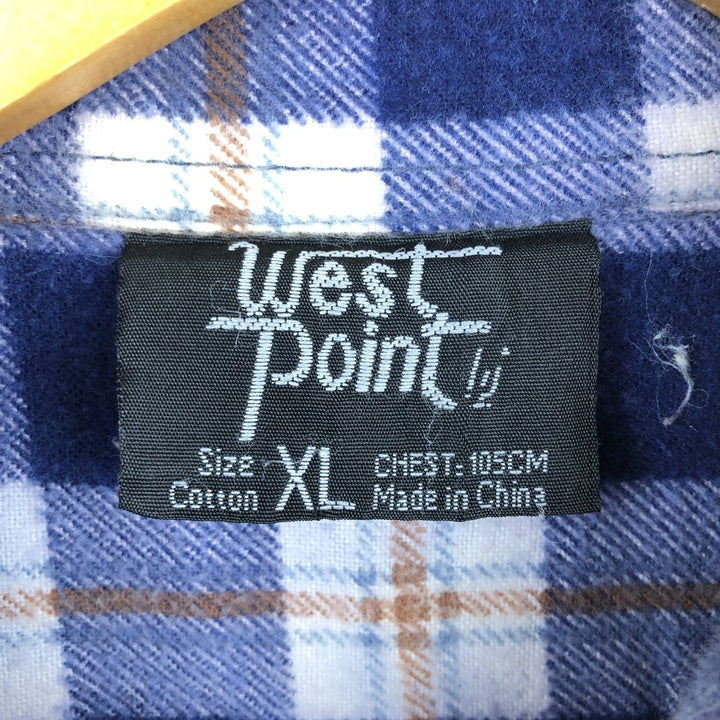 West
Point
Size XL CHEST: 105CM
Cotton Made in China